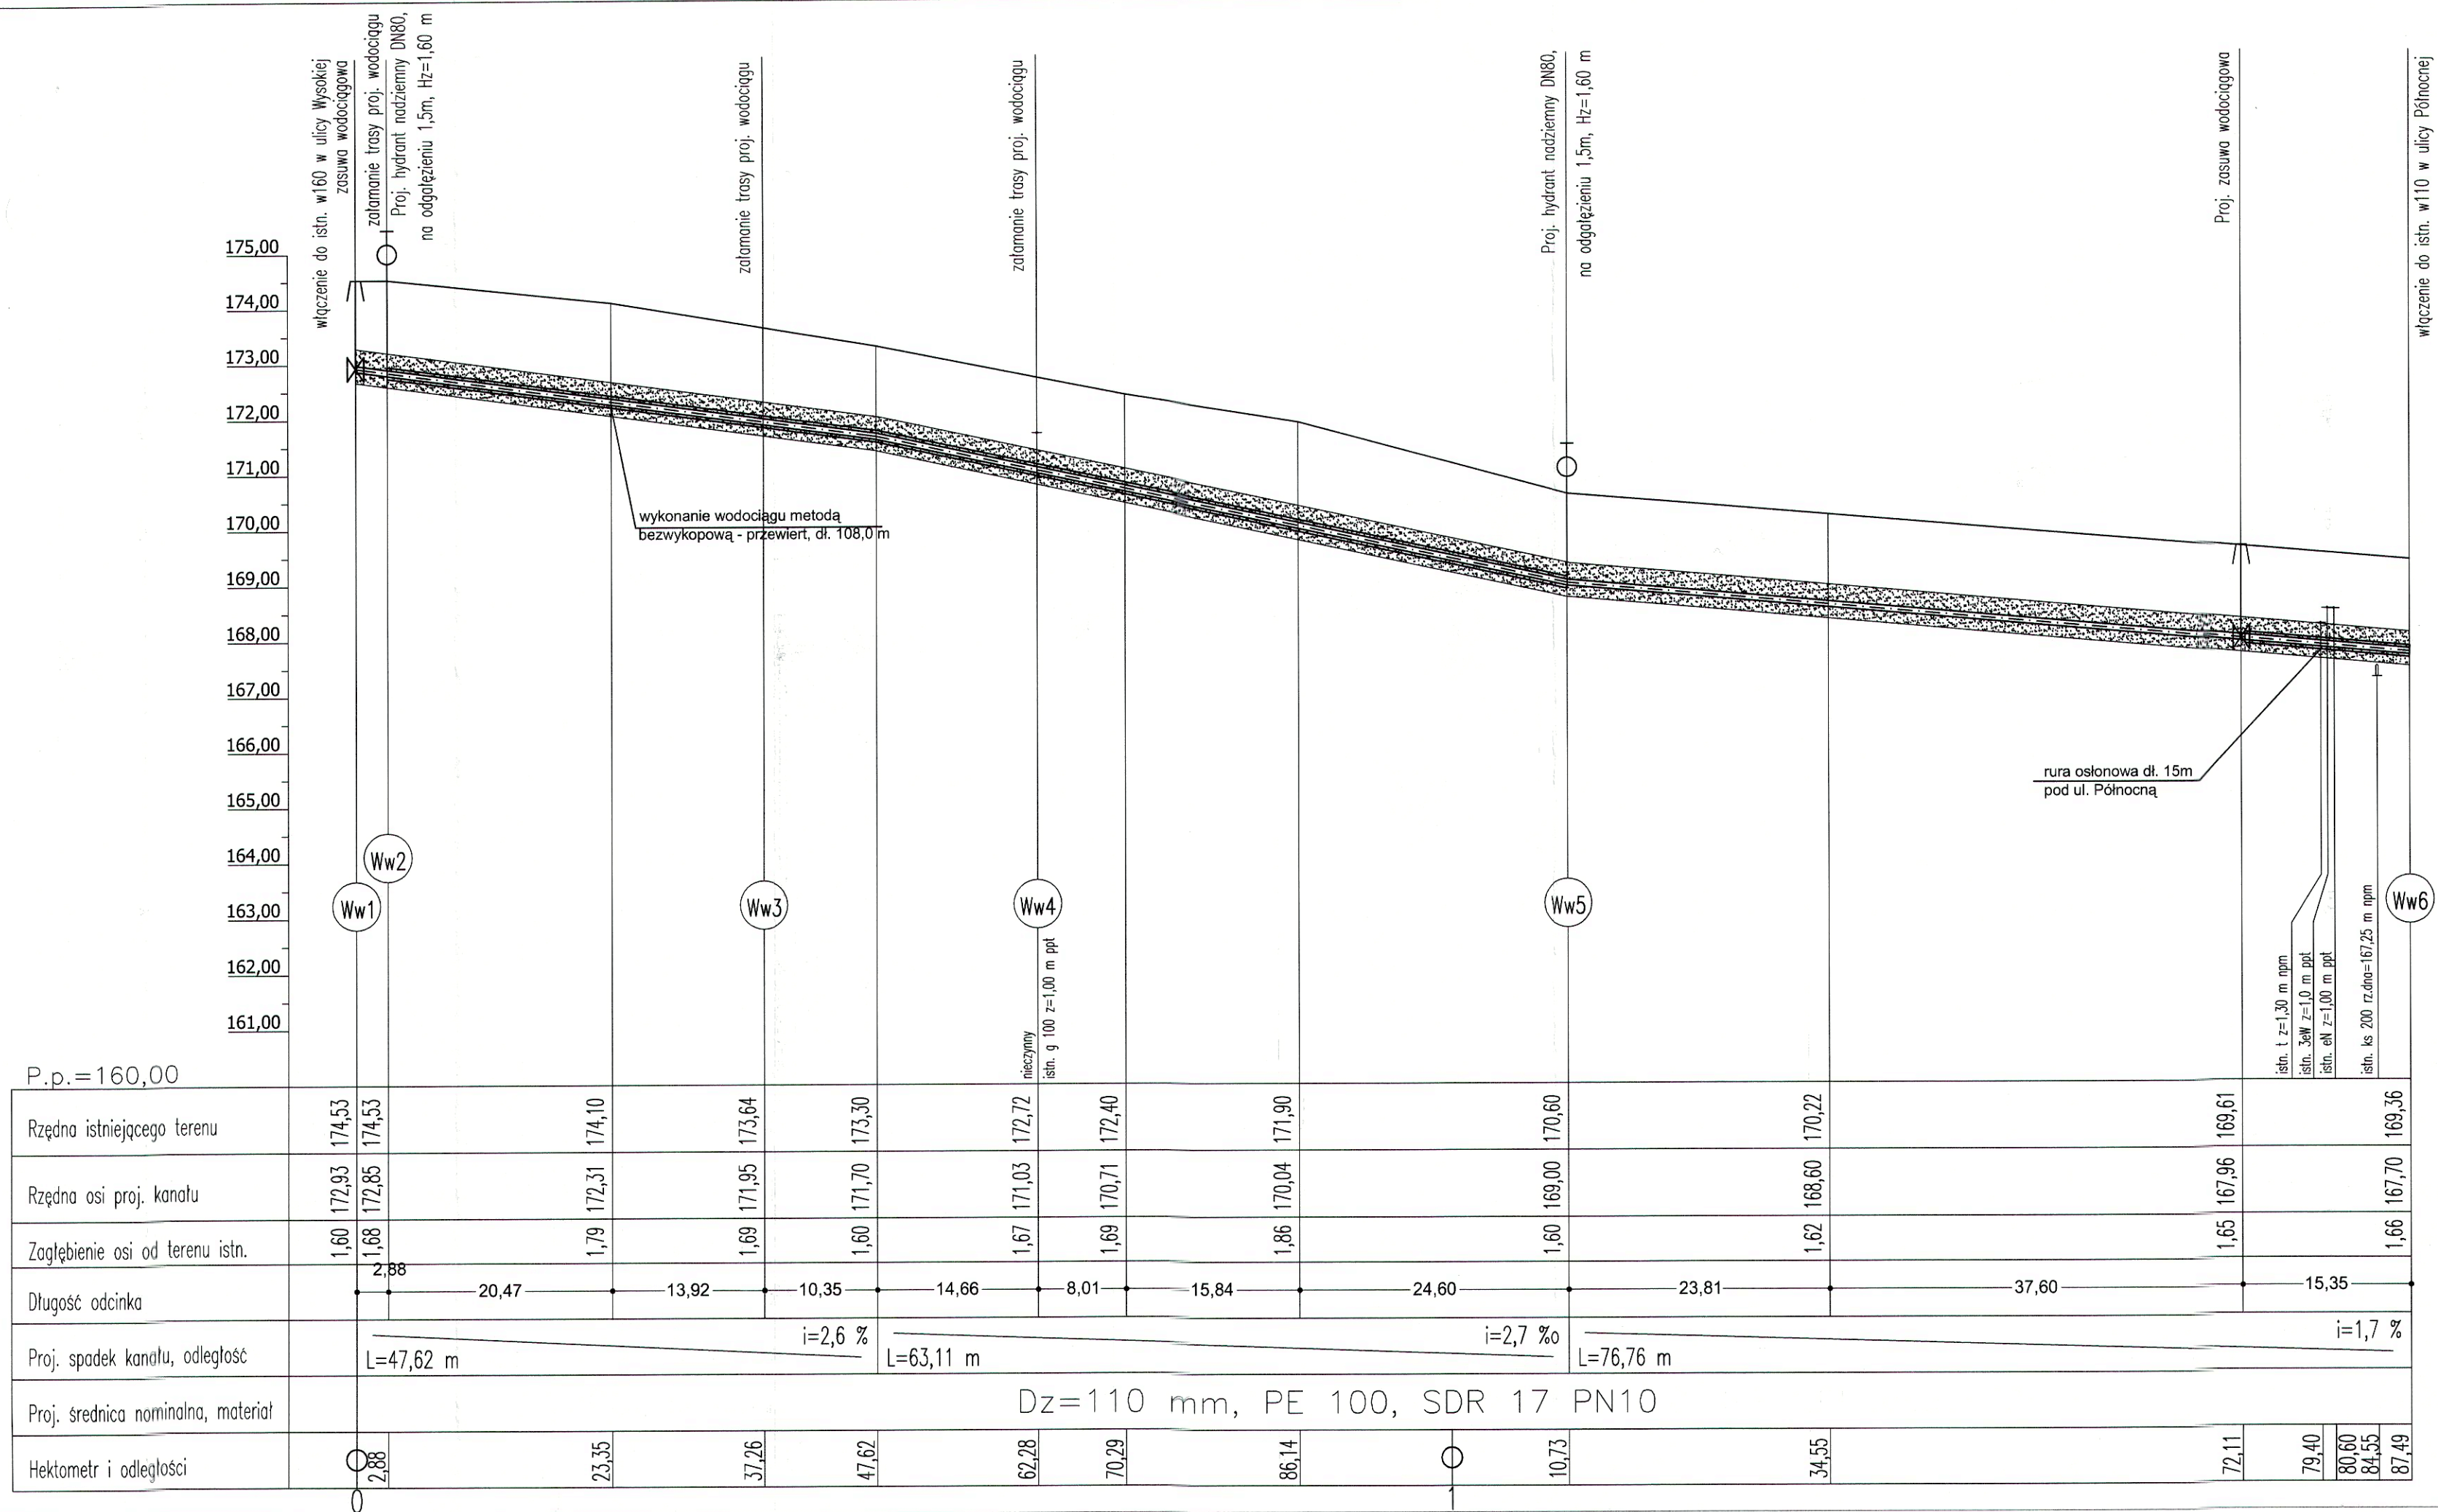 włączenie do istn. w160 w ulicy Wysokiej
zasuwa wodociągowa
załamanie trasy proj. wodociągu
Proj. hydrant nadziemny DN80,
na odgałęzieniu 1,5m, Hz=1,60 m
załamanie trasy proj. wodociągu
załamanie trasy proj. wodociągu
Proj. hydrant nadziemny DN80,
na odgałęzieniu 1,5m, Hz=1,60 m
Proj. zasuwa wodociągowa
włączenie do istn. w110 w ulicy Północnej
175,00
174,00
173,00
172,00
171,00
170,00
169,00
168,00
167,00
166,00
165,00
164,00
163,00
162,00
161,00
wykonanie wodociągu metodą
bezwykopową - przewiert, dł. 108,0 m
rura osłonowa dł. 15m
pod ul. Północną
Ww1
Ww2
Ww3
Ww4
Ww5
Ww6
nieczynny
istn. g 100 z=1,00 m ppt
istn. t z=1,30 m npm
istn. 3eW z=1,0 m ppt
istn. eN z=1,00 m ppt
istn. ks 200 rz.dna=167,25 m npm
P.p.=160,00
Rzędna istniejącego terenu 174,53 174,53 174,10 173,64 173,30 172,72 172,40 171,90 170,60 170,22 169,61 169,36
Rzędna osi proj. kanału 172,93 172,85 172,31 171,95 171,70 171,03 170,71 170,04 169,00 168,60 167,96 167,70
Zagłębienie osi od terenu istn. 1,60 1,68 1,79 1,69 1,60 1,67 1,69 1,86 1,60 1,62 1,65 1,66
Długość odcinka 2,88 20,47 13,92 10,35 14,66 8,01 15,84 24,60 23,81 37,60 15,35
Proj. spadek kanału, odległość L=47,62 m i=2,6 % L=63,11 m i=2,7 %o L=76,76 m i=1,7 %
Proj. średnica nominalna, materiał Dz=110 mm, PE 100, SDR 17 PN10
Hektometr i odległości 2,88 23,35 37,26 47,62 62,28 70,29 86,14 10,73 34,55 72,11 79,40 80,60 84,55 87,49
0 1